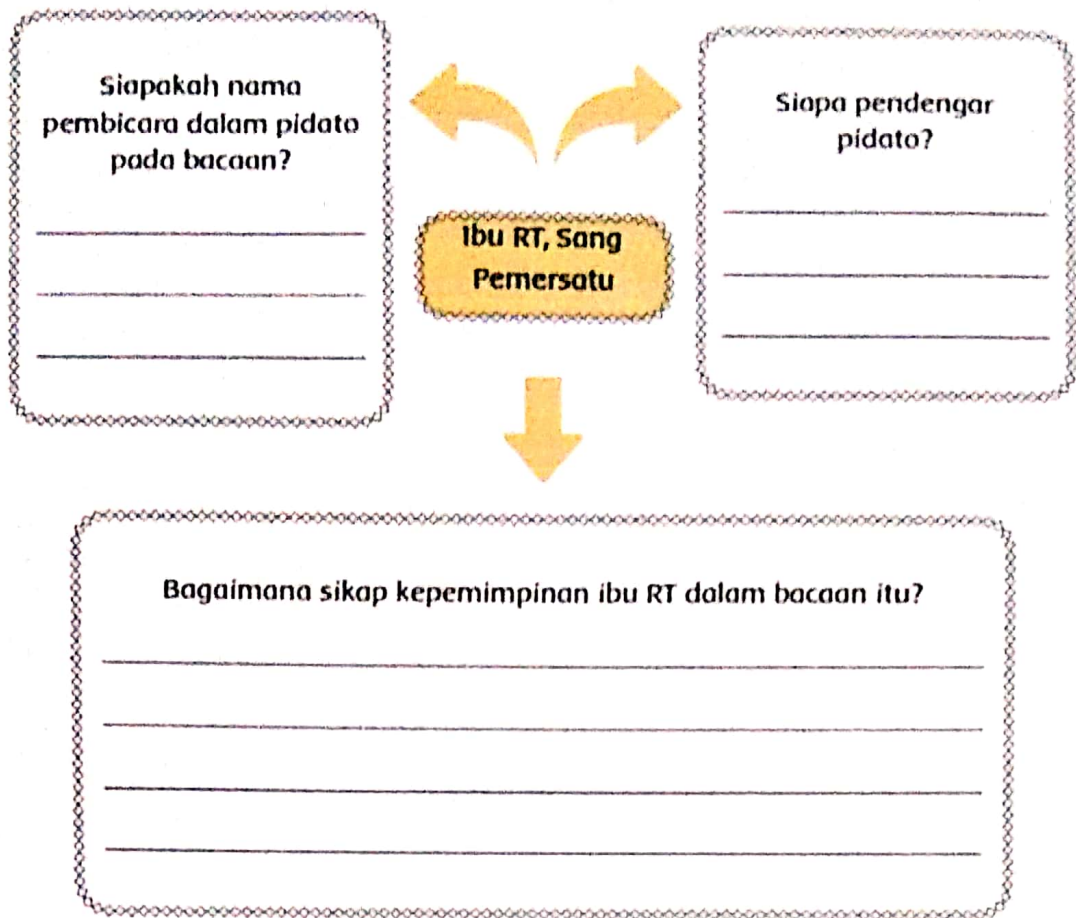 Siapakah nama
pembicara dalam pidato
pada bacaan?
Siapa pendengar
pidato?
Ibu RT, Sang
Pemersatu
Bagaimana sikap kepemimpinan ibu RT dalam bacaan itu?